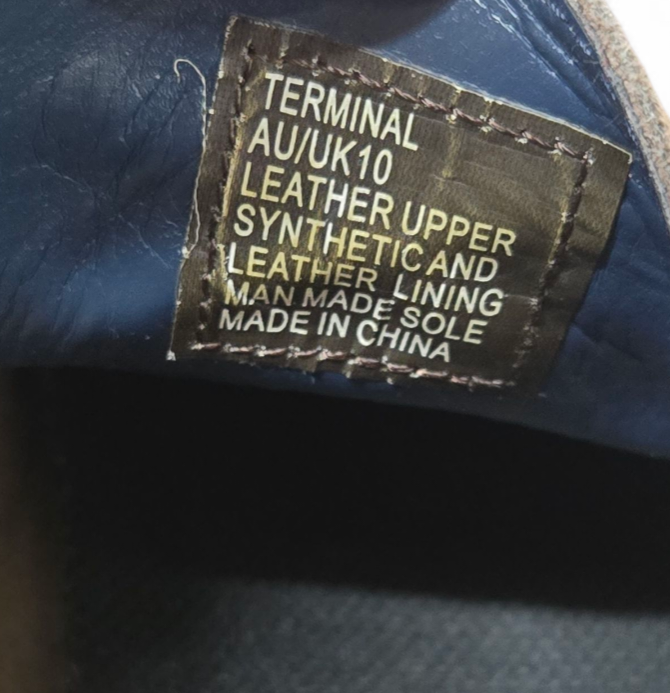 TERMINAL
AU/UK10
LEATHER UPPER
SYNTHETIC AND
LEATHER LINING
MAN MADE SOLE
MADE IN CHINA